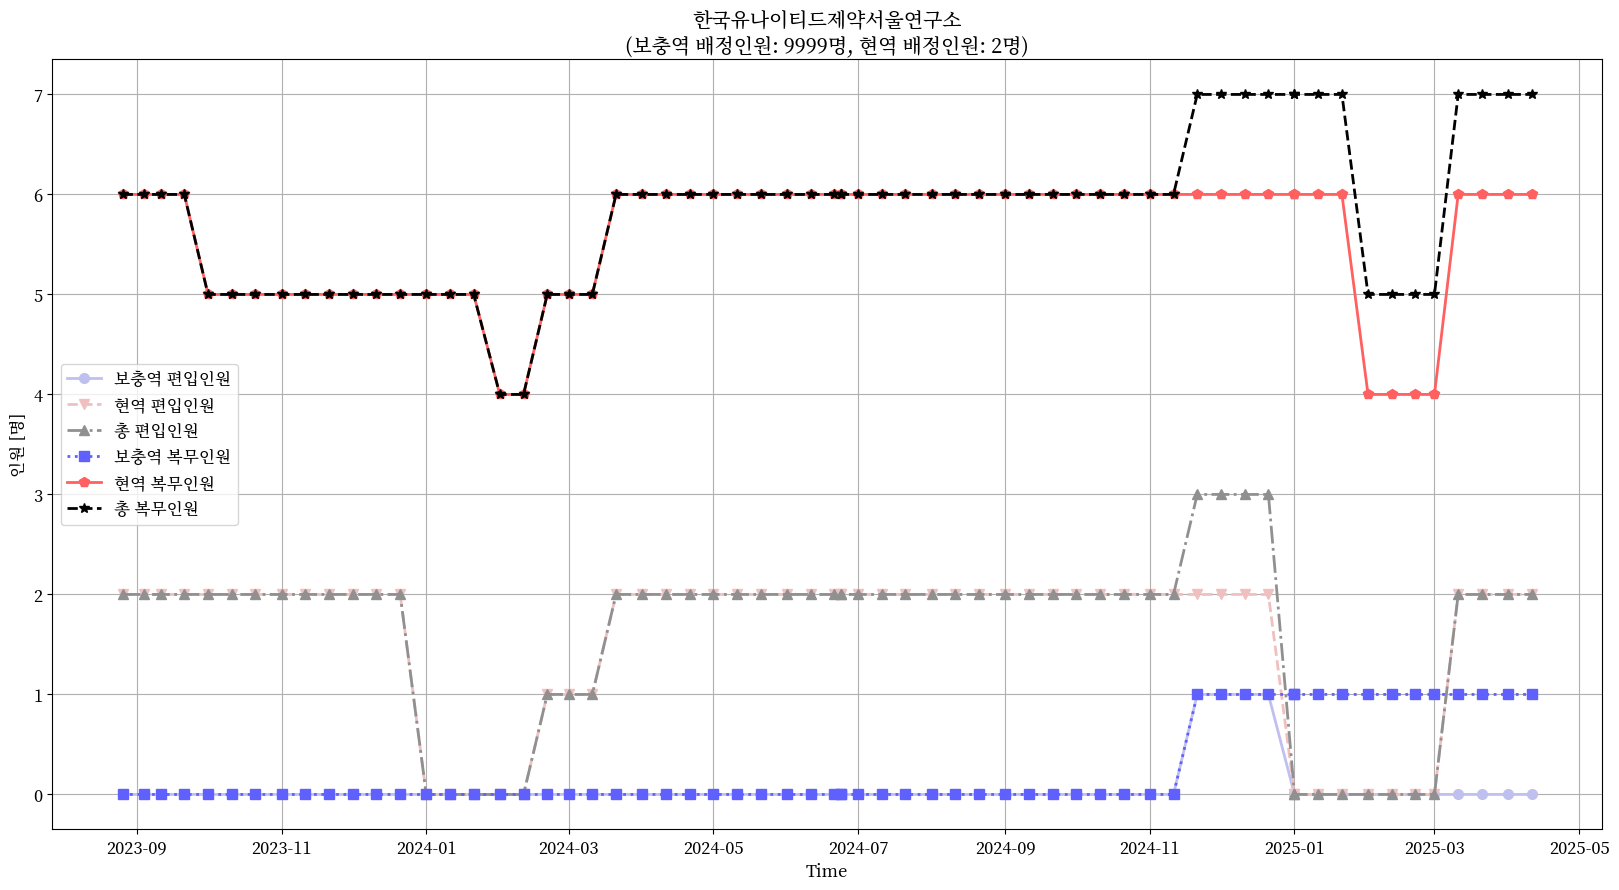 한국유나이티드제약서울연구소
(보충역 배정인원: 9999명, 현역 배정인원: 2명)
7
6
5
4
3
2
1
0
인원 [명]
보충역 편입인원
현역 편입인원
총 편입인원
보충역 복무인원
현역 복무인원
총 복무인원
2023-09
2023-11
2024-01
2024-03
2024-05
2024-07
2024-09
2024-11
2025-01
2025-03
2025-05
Time